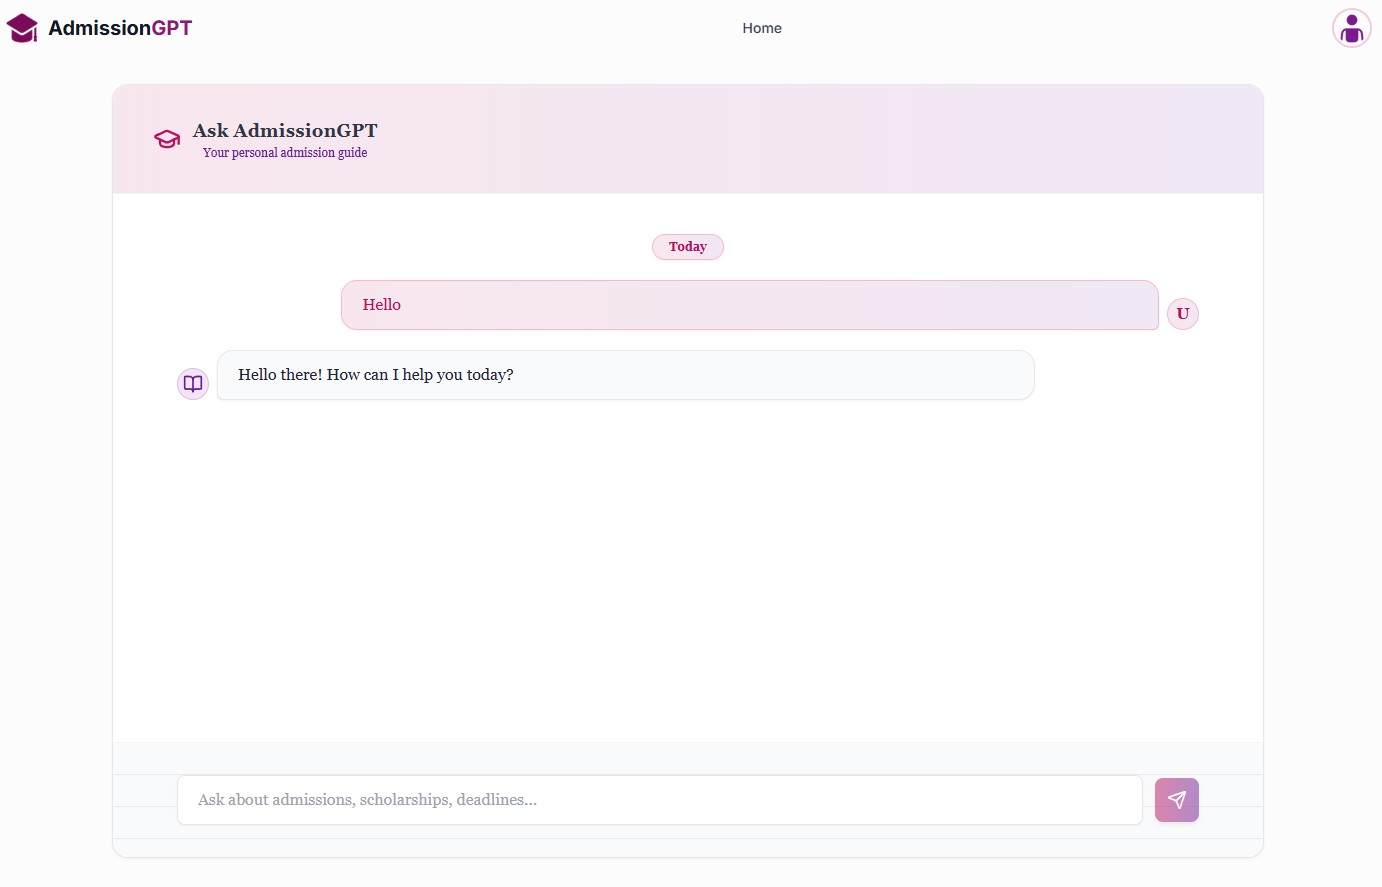 AdmissionGPT
Home
Ask AdmissionGPT
Your personal admission guide
Today
Hello
U
Hello there! How can I help you today?
Ask about admissions, scholarships, deadlines...